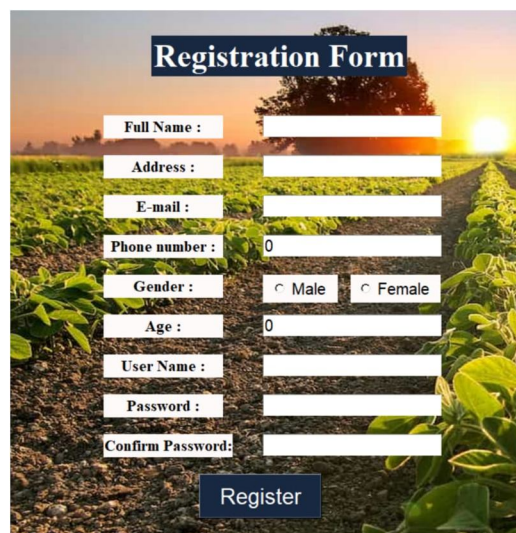 Registration Form
Full Name :
Address :
E-mail :
Phone number : 0
Gender : Male Female
Age : 0
User Name :
Password :
Confirm Password:
Register